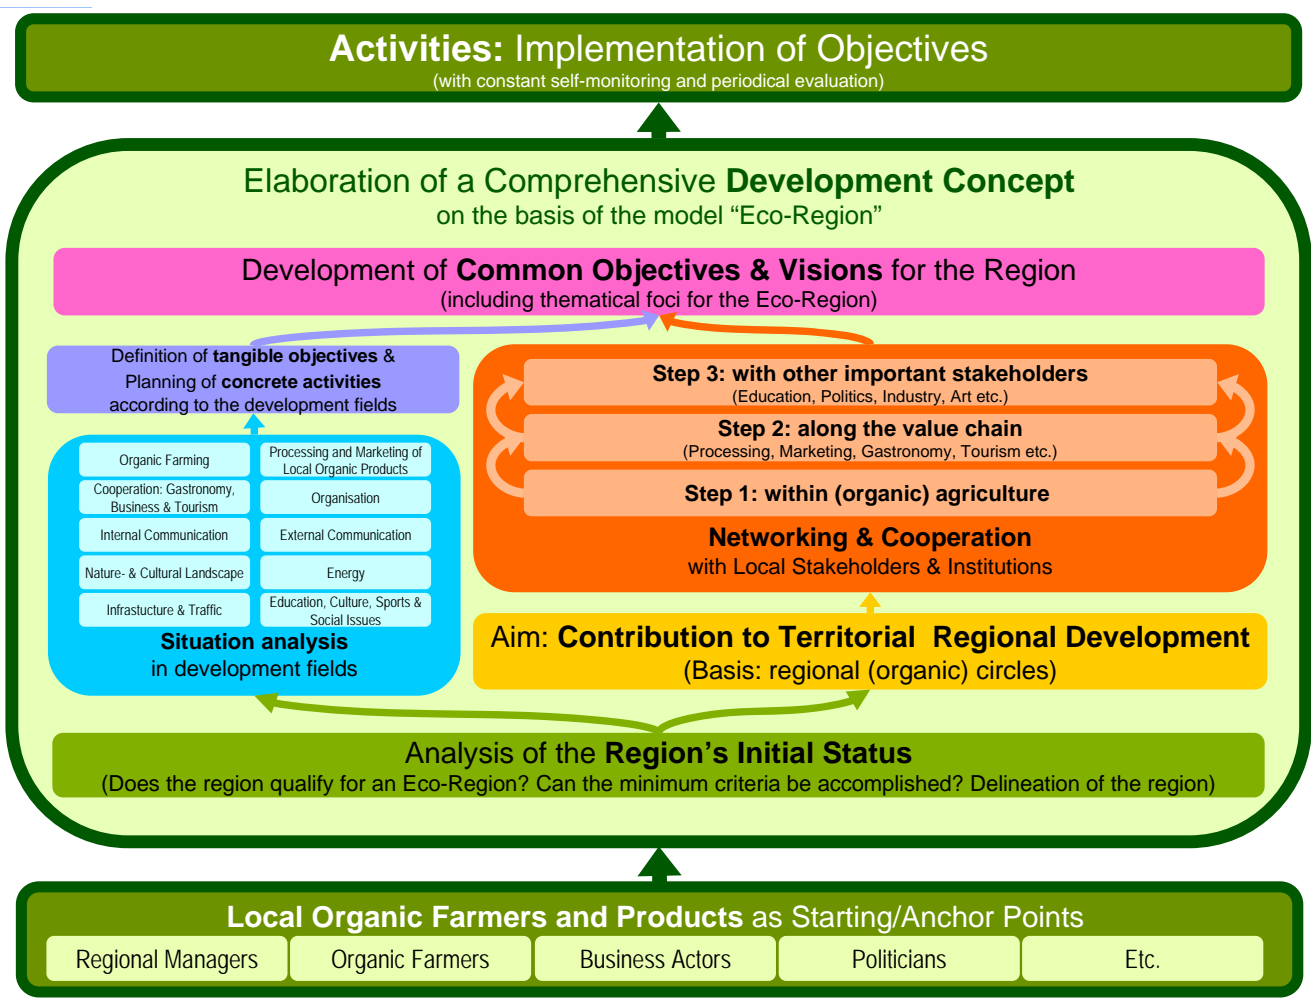 Activities: Implementation of Objectives
(with constant self-monitoring and periodical evaluation)
Elaboration of a Comprehensive Development Concept
on the basis of the model “Eco-Region”
Development of Common Objectives & Visions for the Region
(including thematical foci for the Eco-Region)
Definition of tangible objectives &
Planning of concrete activities
according to the development fields
Organic Farming
Processing and Marketing of
Local Organic Products
Cooperation: Gastronomy,
Business & Tourism
Organisation
Internal Communication
External Communication
Nature- & Cultural Landscape
Energy
Infrastucture & Traffic
Education, Culture, Sports &
Social Issues
Situation analysis
in development fields
Step 3: with other important stakeholders
(Education, Politics, Industry, Art etc.)
Step 2: along the value chain
(Processing, Marketing, Gastronomy, Tourism etc.)
Step 1: within (organic) agriculture
Networking & Cooperation
with Local Stakeholders & Institutions
Aim: Contribution to Territorial  Regional Development
(Basis: regional (organic) circles)
Analysis of the Region’s Initial Status
(Does the region qualify for an Eco-Region? Can the minimum criteria be accomplished? Delineation of the region)
Local Organic Farmers and Products as Starting/Anchor Points
Regional Managers
Organic Farmers
Business Actors
Politicians
Etc.